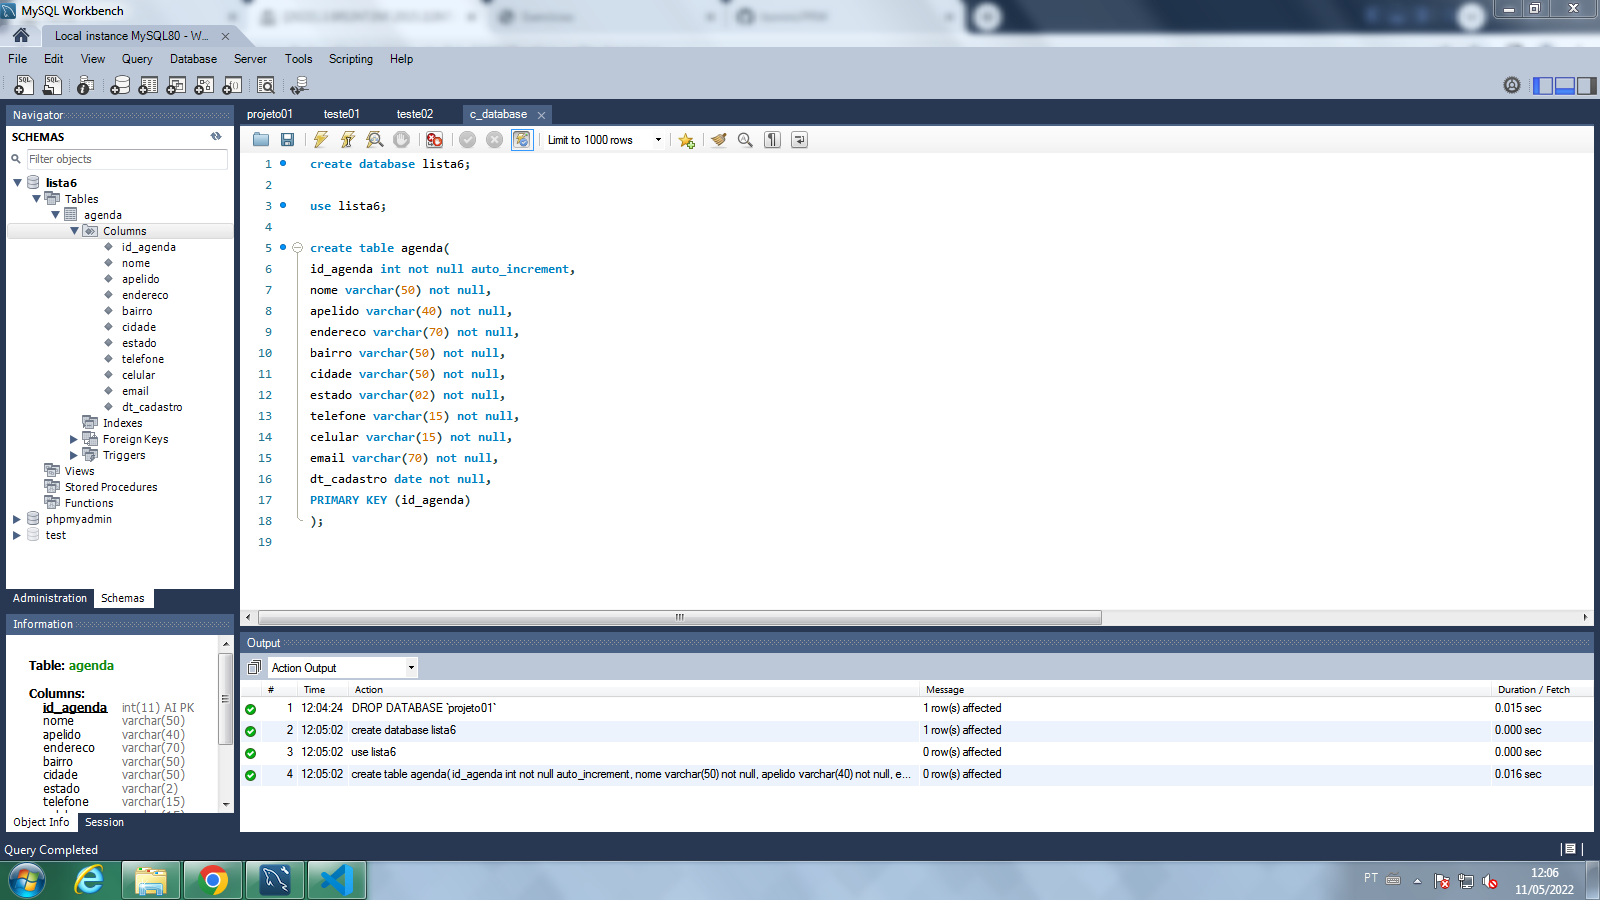 MySQL Workbench
Local instance MySQL80 - W...
File Edit View Query Database Server Tools Scripting Help
Navigator
SCHEMAS
Filter objects
lista6
Tables
agenda
Columns
id_agenda
nome
apelido
endereco
bairro
cidade
estado
telefone
celular
email
dt_cadastro
Indexes
Foreign Keys
Triggers
Views
Stored Procedures
Functions
phpmyadmin
test
Administration Schemas
Information
Table: agenda
Columns:
id_agenda int(11) AI PK
nome varchar(50)
apelido varchar(40)
endereco varchar(70)
bairro varchar(50)
cidade varchar(50)
estado varchar(2)
telefone varchar(15)
Object Info Session
projeto01 teste01 teste02 c_database
Limit to 1000 rows
1 create database lista6;
2
3 use lista6;
4
5 create table agenda(
6 id_agenda int not null auto_increment,
7 nome varchar(50) not null,
8 apelido varchar(40) not null,
9 endereco varchar(70) not null,
10 bairro varchar(50) not null,
11 cidade varchar(50) not null,
12 estado varchar(02) not null,
13 telefone varchar(15) not null,
14 celular varchar(15) not null,
15 email varchar(70) not null,
16 dt_cadastro date not null,
17 PRIMARY KEY (id_agenda)
18 );
19
Output
Action Output
# Time Action Message Duration / Fetch
1 12:04:24 DROP DATABASE `projeto01` 1 row(s) affected 0.015 sec
2 12:05:02 create database lista6 1 row(s) affected 0.000 sec
3 12:05:02 use lista6 0 row(s) affected 0.000 sec
4 12:05:02 create table agenda( id_agenda int not null auto_increment, nome varchar(50) not null, apelido varchar(40) not null, e... 0 row(s) affected 0.016 sec
Query Completed
PT
12:06
11/05/2022